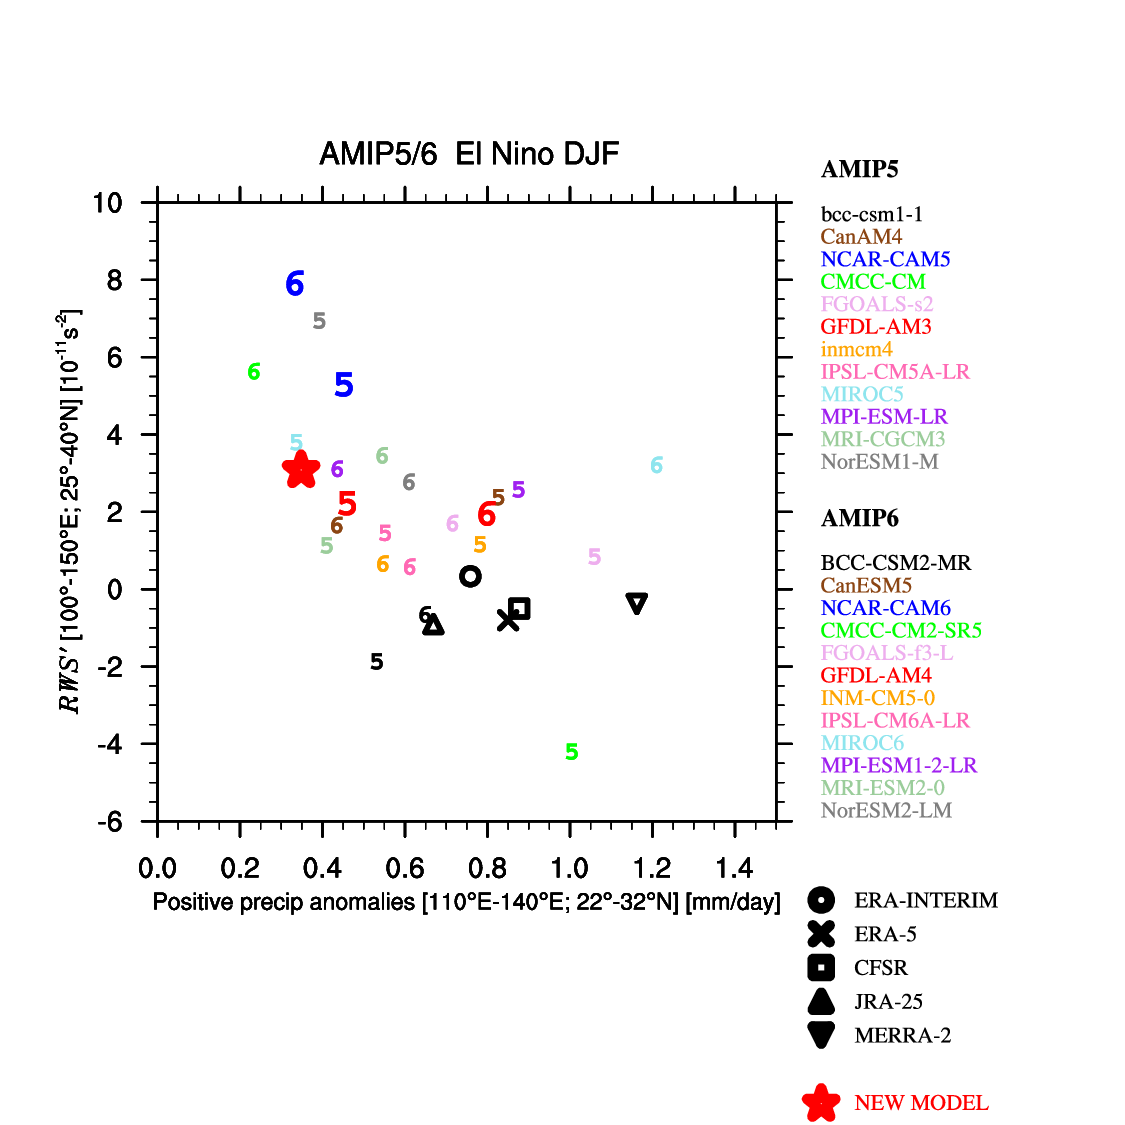 AMIP5/6  El Nino DJF
10
8
6
4
2
0
-2
-4
-6
RWS″ [100°-150°E; 25°-40°N] [10⁻¹¹s⁻²]
6
5
6
5
5
6
5
6
6
6
5
5
6
6
5
6
5
5
6
5
6
5
6
5
5
0.0 0.2 0.4 0.6 0.8 1.0 1.2 1.4
Positive precip anomalies [110°E-140°E; 22°-32°N] [mm/day]
AMIP5
bcc-csm1-1
CanAM4
NCAR-CAM5
CMCC-CM
FGOALS-s2
GFDL-AM3
inmcm4
IPSL-CM5A-LR
MIROC5
MPI-ESM-LR
MRI-CGCM3
NorESM1-M
AMIP6
BCC-CSM2-MR
CanESM5
NCAR-CAM6
CMCC-CM2-SR5
FGOALS-f3-L
GFDL-AM4
INM-CM5-0
IPSL-CM6A-LR
MIROC6
MPI-ESM1-2-LR
MRI-ESM2-0
NorESM2-LM
ERA-INTERIM
ERA-5
CFSR
JRA-25
MERRA-2
NEW MODEL